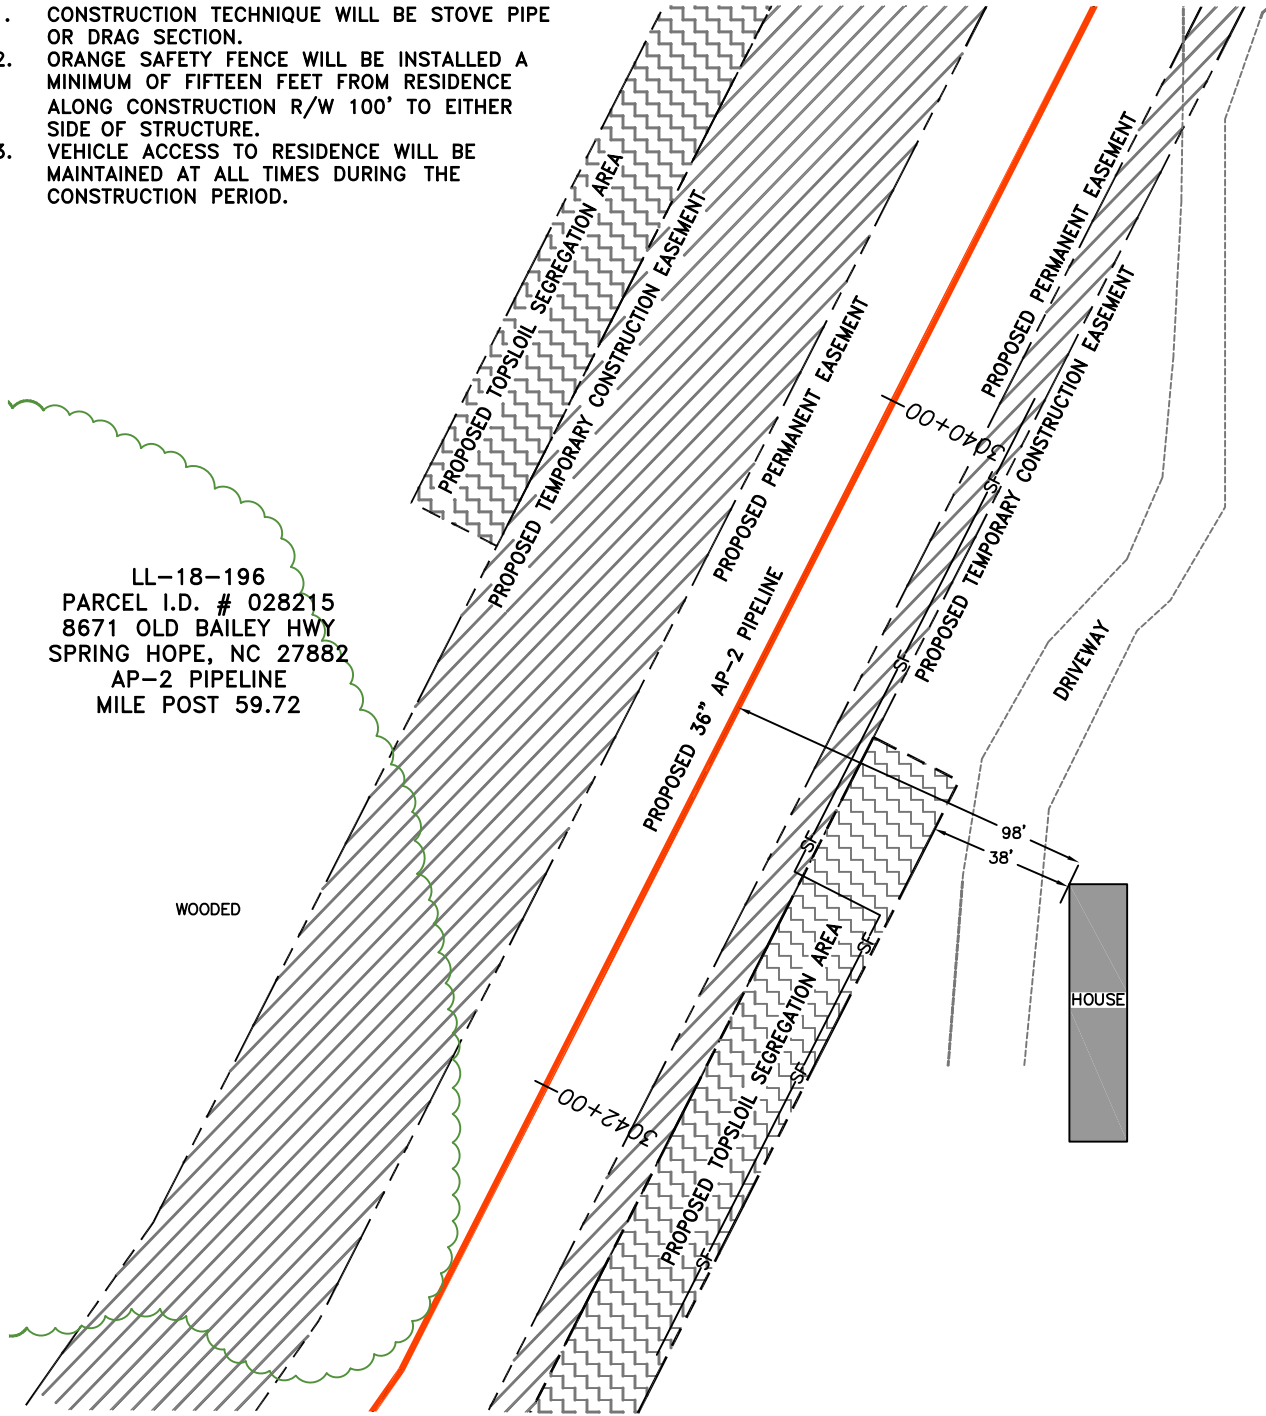 1. CONSTRUCTION TECHNIQUE WILL BE STOVE PIPE
OR DRAG SECTION.
2. ORANGE SAFETY FENCE WILL BE INSTALLED A
MINIMUM OF FIFTEEN FEET FROM RESIDENCE
ALONG CONSTRUCTION R/W 100' TO EITHER
SIDE OF STRUCTURE.
3. VEHICLE ACCESS TO RESIDENCE WILL BE
MAINTAINED AT ALL TIMES DURING THE
CONSTRUCTION PERIOD.
PROPOSED TOPSLOIL SEGREGATION AREA
PROPOSED TEMPORARY CONSTRUCTION EASEMENT
PROPOSED PERMANENT EASEMENT
PROPOSED PERMANENT EASEMENT
PROPOSED TEMPORARY CONSTRUCTION EASEMENT
3040+00
SF
SF
LL-18-196
PARCEL I.D. # 028215
8671 OLD BAILEY HWY
SPRING HOPE, NC 27882
AP-2 PIPELINE
MILE POST 59.72
PROPOSED 36" AP-2 PIPELINE
DRIVEWAY
98'
38'
SF
WOODED
SF
HOUSE
PROPOSED TOPSLOIL SEGREGATION AREA
SF
3042+00
SF